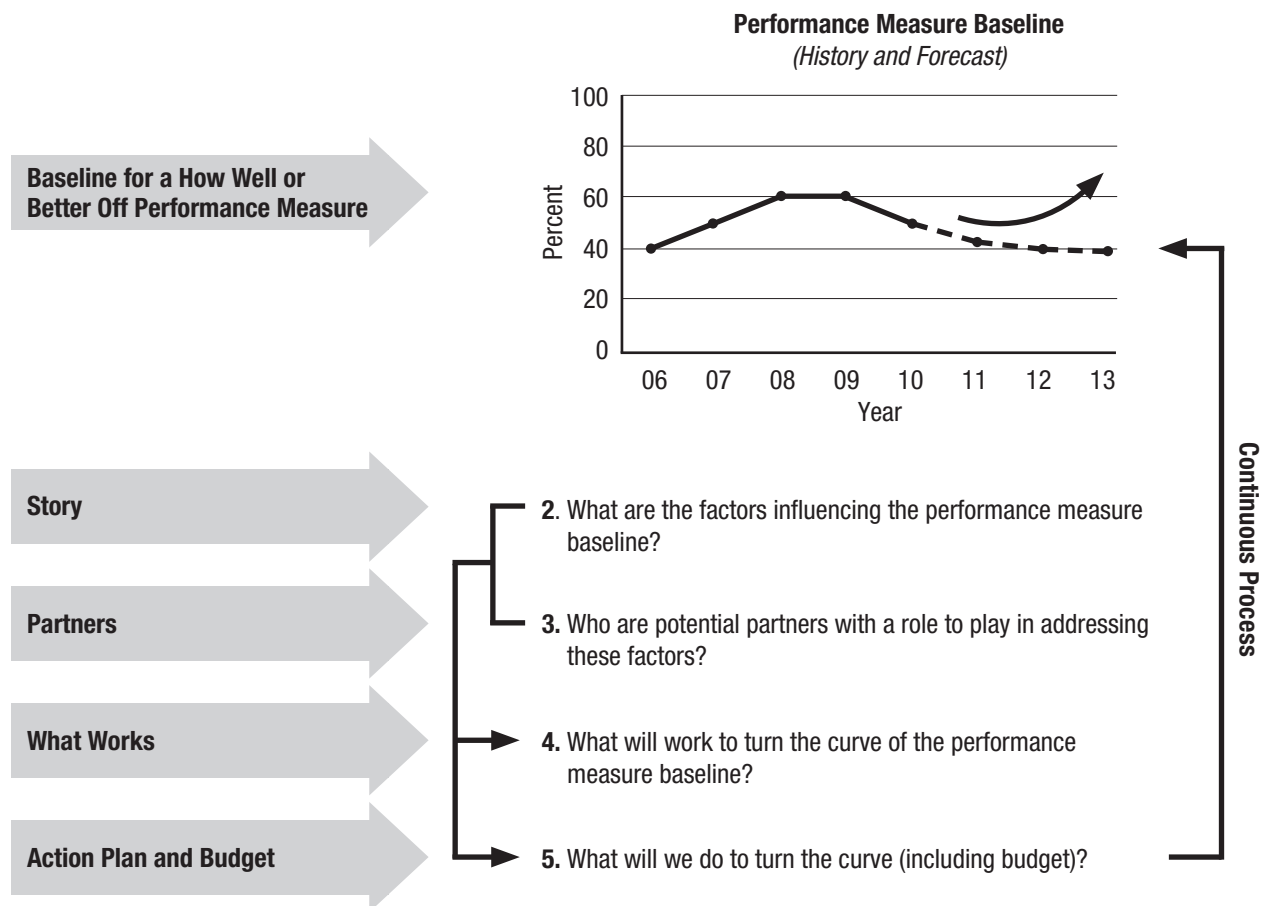 Performance Measure Baseline
(History and Forecast)
Baseline for a How Well or
Better Off Performance Measure
Percent
100
80
60
40
20
0
06 07 08 09 10 11 12 13
Year
Story
2. What are the factors influencing the performance measure
baseline?
Partners
3. Who are potential partners with a role to play in addressing
these factors?
What Works
4. What will work to turn the curve of the performance
measure baseline?
Action Plan and Budget
5. What will we do to turn the curve (including budget)?
Continuous Process